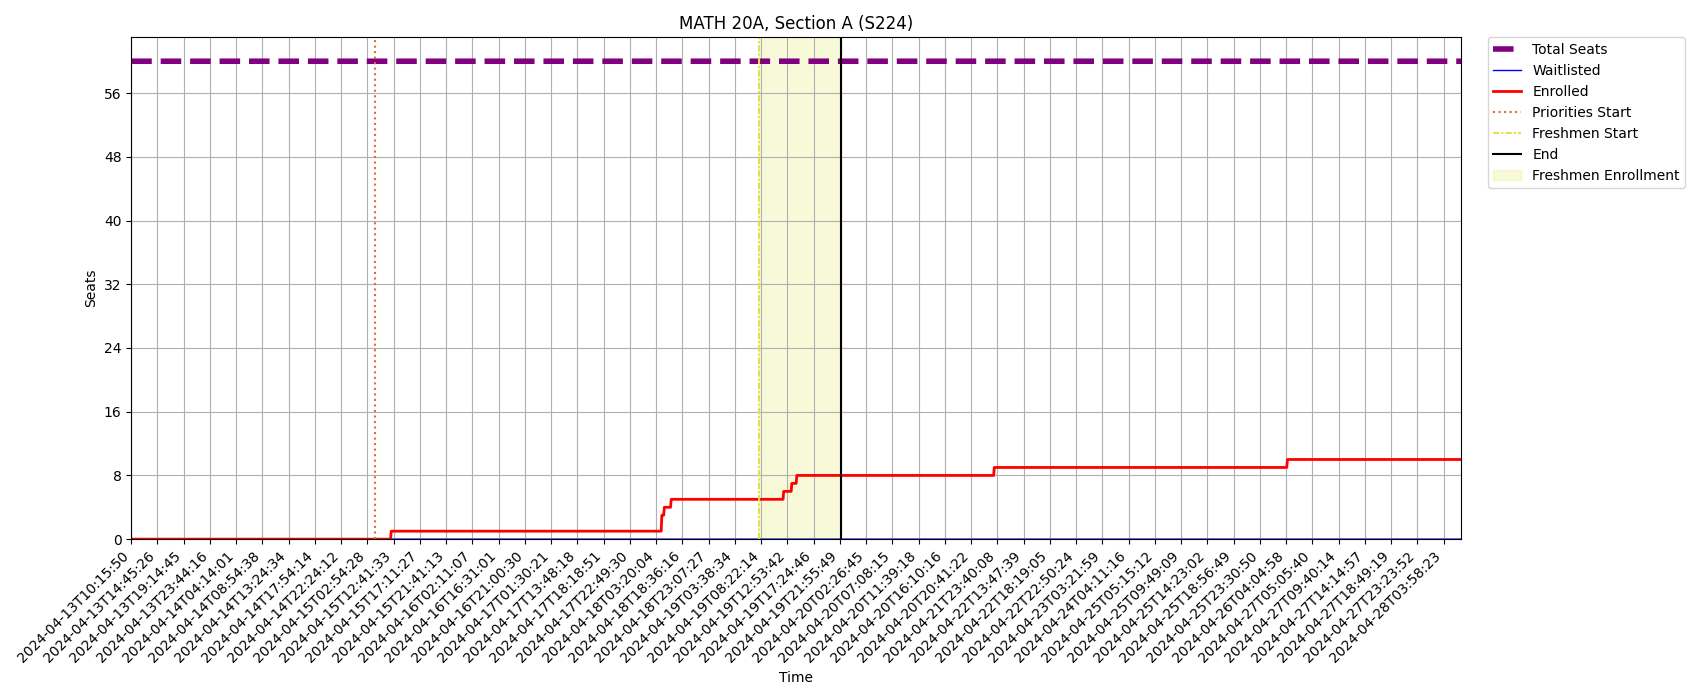 MATH 20A, Section A (S224)
Total Seats
Waitlisted
Enrolled
Priorities Start
Freshmen Start
End
Freshmen Enrollment
Seats
56
48
40
32
24
16
8
0
2024-04-13T10:15:50
2024-04-13T14:45:26
2024-04-13T19:14:45
2024-04-13T23:44:16
2024-04-14T04:14:01
2024-04-14T08:54:38
2024-04-14T13:24:34
2024-04-14T17:54:14
2024-04-14T22:24:12
2024-04-15T02:54:28
2024-04-15T12:41:33
2024-04-15T17:11:27
2024-04-15T21:41:13
2024-04-16T02:11:07
2024-04-16T16:31:01
2024-04-16T21:00:30
2024-04-17T01:30:21
2024-04-17T13:48:18
2024-04-17T18:18:51
2024-04-17T22:49:30
2024-04-18T03:20:04
2024-04-18T18:36:16
2024-04-18T23:07:27
2024-04-19T03:38:34
2024-04-19T08:22:14
2024-04-19T12:53:42
2024-04-19T17:24:46
2024-04-19T21:55:49
2024-04-20T02:26:45
2024-04-20T07:08:15
2024-04-20T11:39:18
2024-04-20T16:10:16
2024-04-20T20:41:22
2024-04-21T23:40:08
2024-04-22T13:47:39
2024-04-22T18:19:05
2024-04-22T22:50:24
2024-04-23T03:21:59
2024-04-24T04:11:16
2024-04-25T05:15:12
2024-04-25T09:49:09
2024-04-25T14:23:02
2024-04-25T18:56:49
2024-04-25T23:30:50
2024-04-26T04:04:58
2024-04-27T05:05:40
2024-04-27T09:40:14
2024-04-27T14:14:57
2024-04-27T18:49:19
2024-04-27T23:23:52
2024-04-28T03:58:23
Time